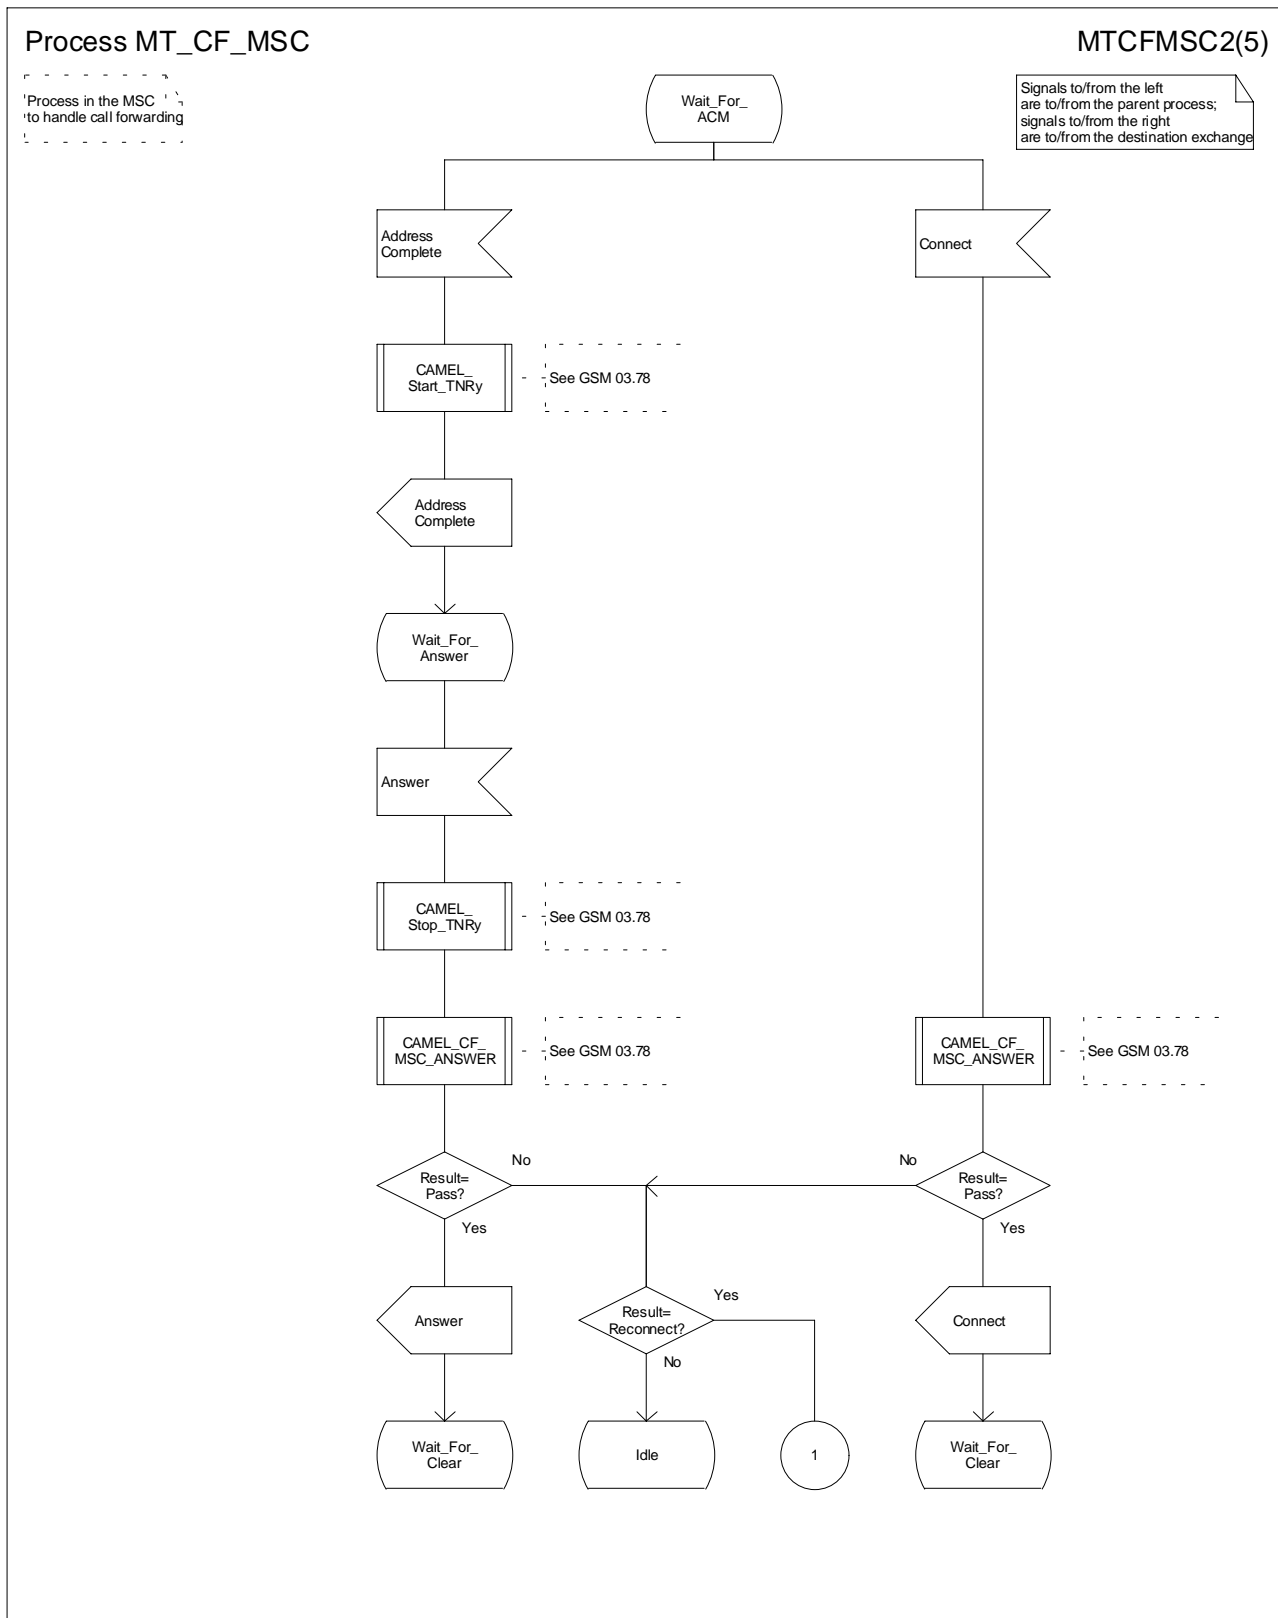 Process MT_CF_MSC
MTCFMSC2(5)
Process in the MSC
to handle call forwarding
Signals to/from the left
are to/from the parent process;
signals to/from the right
are to/from the destination exchange
Wait_For_
ACM
Address
Complete
Connect
CAMEL_
Start_TNRy
See GSM 03.78
Address
Complete
Wait_For_
Answer
Answer
CAMEL_
Stop_TNRy
See GSM 03.78
CAMEL_CF_
MSC_ANSWER
See GSM 03.78
CAMEL_CF_
MSC_ANSWER
See GSM 03.78
Result=
Pass?
No
Yes
No
Result=
Pass?
Yes
Answer
Result=
Reconnect?
Yes
No
Connect
Wait_For_
Clear
Idle
1
Wait_For_
Clear